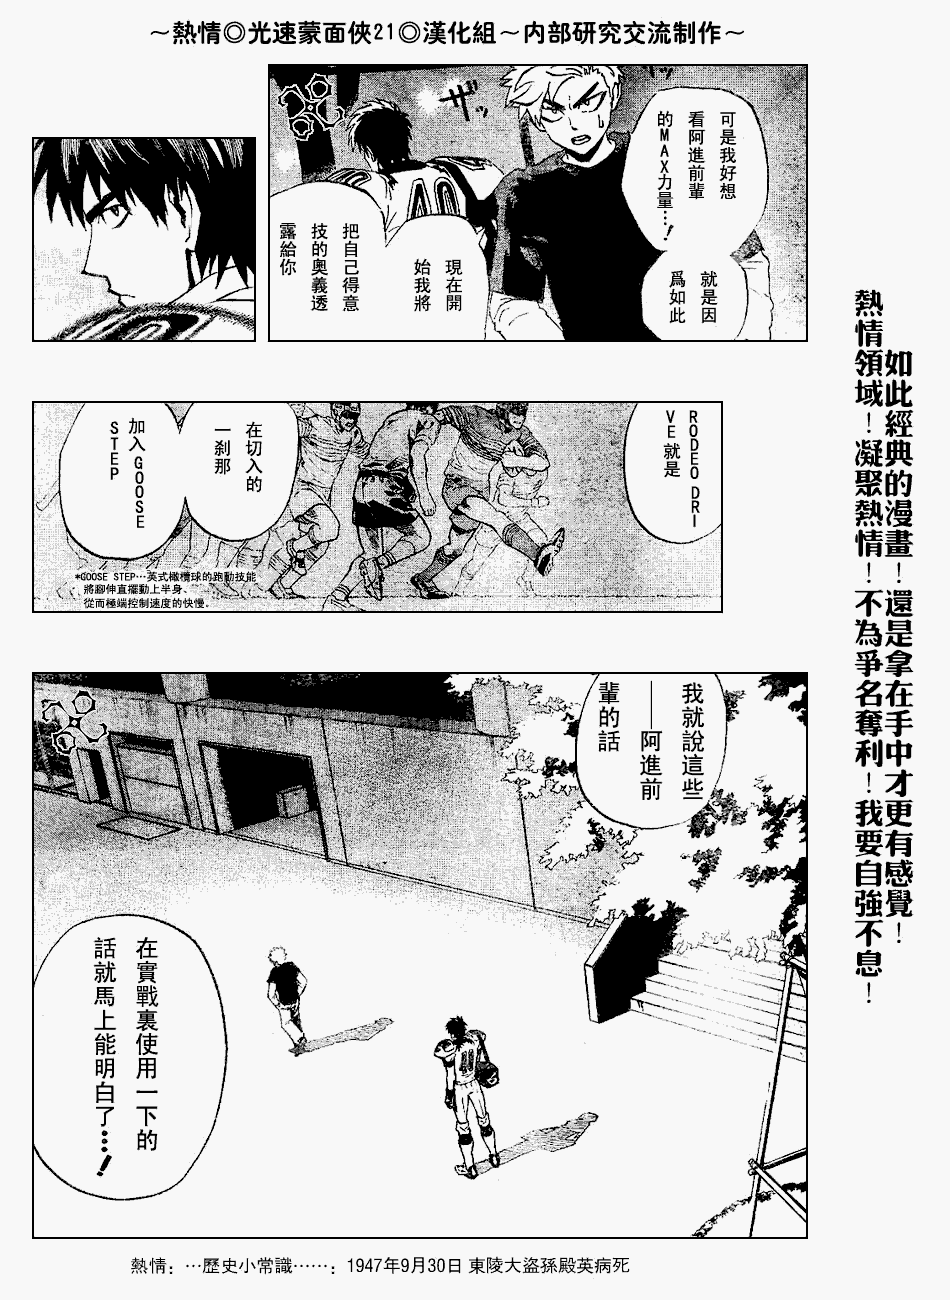 ~熱情◎光速蒙面俠21◎漢化組~内部研究交流制作~
可是我好想
看阿進前輩
的MAX力量…!
就是因
爲如此
現在開
始我將
把自己得意
技的奧義透
露給你
RODEO DRI
VE就是
在切入的
一刹那
加入GOOSE
STEP
*GOOSE STEP…英式橄欖球的跑動技能
將腳伸直擺動上半身、
從而極端控制速度的快慢。
我就說這些
——阿進前
輩的話
在實戰裏使用一下的
話就馬上能明白了…!
如此經典的漫畫!還是拿在手中才更有感覺!
熱情領域!凝聚熱情!不為爭名奪利!我要自強不息!
熱情:…歷史小常識……:1947年9月30日 東陵大盗孫殿英病死